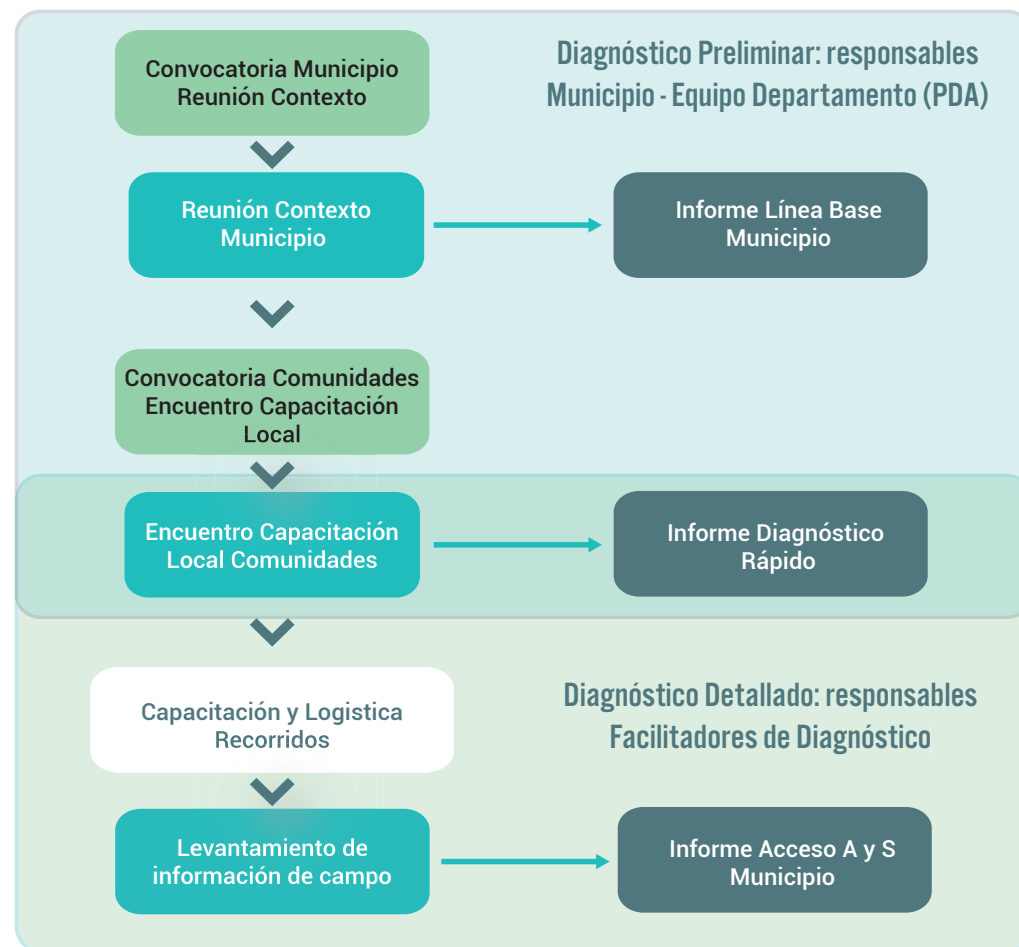 Convocatoria Municipio
Reunión Contexto
Diagnóstico Preliminar: responsables
Municipio - Equipo Departamento (PDA)
Reunión Contexto
Municipio
Informe Línea Base
Municipio
Convocatoria Comunidades
Encuentro Capacitación
Local
Encuentro Capacitación
Local Comunidades
Informe Diagnóstico
Rápido
Capacitación y Logistica
Recorridos
Diagnóstico Detallado: responsables
Facilitadores de Diagnóstico
Levantamiento de
información de campo
Informe Acceso A y S
Municipio